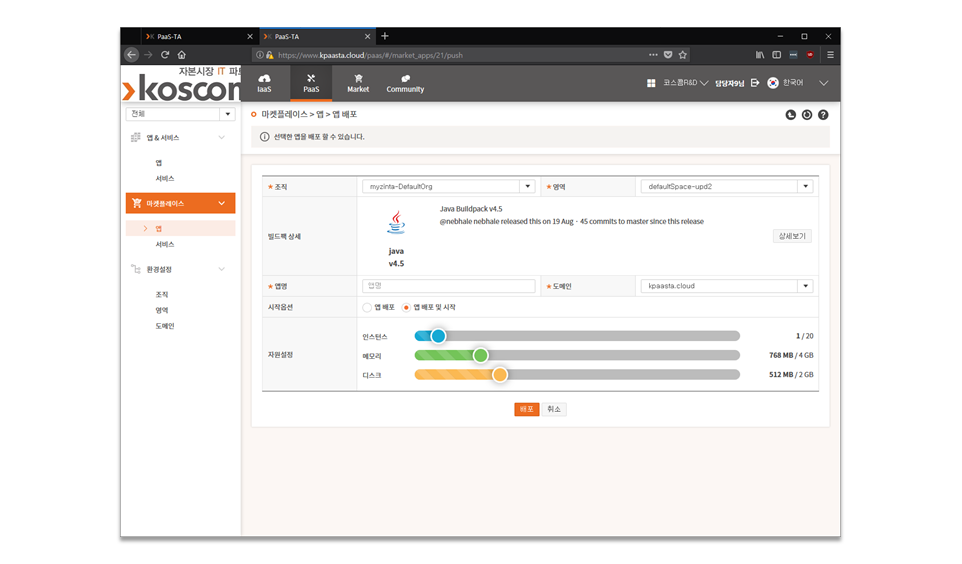 PaaS-TA
PaaS-TA
https://www.kpaasta.cloud/paas/#/market_apps/21/push
자본시장 IT 파트
koscom
IaaS
PaaS
Market
Community
코스콤R&D
담당자9님
한국어
전체
앱 & 서비스
앱
서비스
마켓플레이스
앱
서비스
환경설정
조직
영역
도메인
마켓플레이스 > 앱 > 앱 배포
선택한 앱을 배포 할 수 있습니다.
★ 조직
myzinta-DefaultOrg
★ 영역
defaultSpace-upd2
빌드팩 상세
java
v4.5
Java Buildpack v4.5
@nebhale nebhale released this on 19 Aug - 45 commits to master since this release
상세보기
★ 앱명
앱명
★ 도메인
kpaasta.cloud
시작옵션
앱 배포
앱 배포 및 시작
자원설정
인스턴스
1 / 20
메모리
768 MB / 4 GB
디스크
512 MB / 2 GB
배포
취소